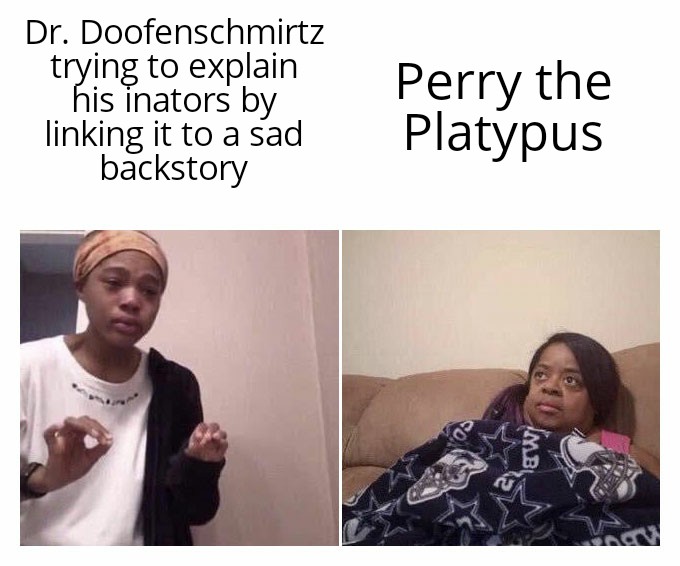 Dr. Doofenschmirtz
trying to explain
his inators by
linking it to a sad
backstory
Perry the
Platypus